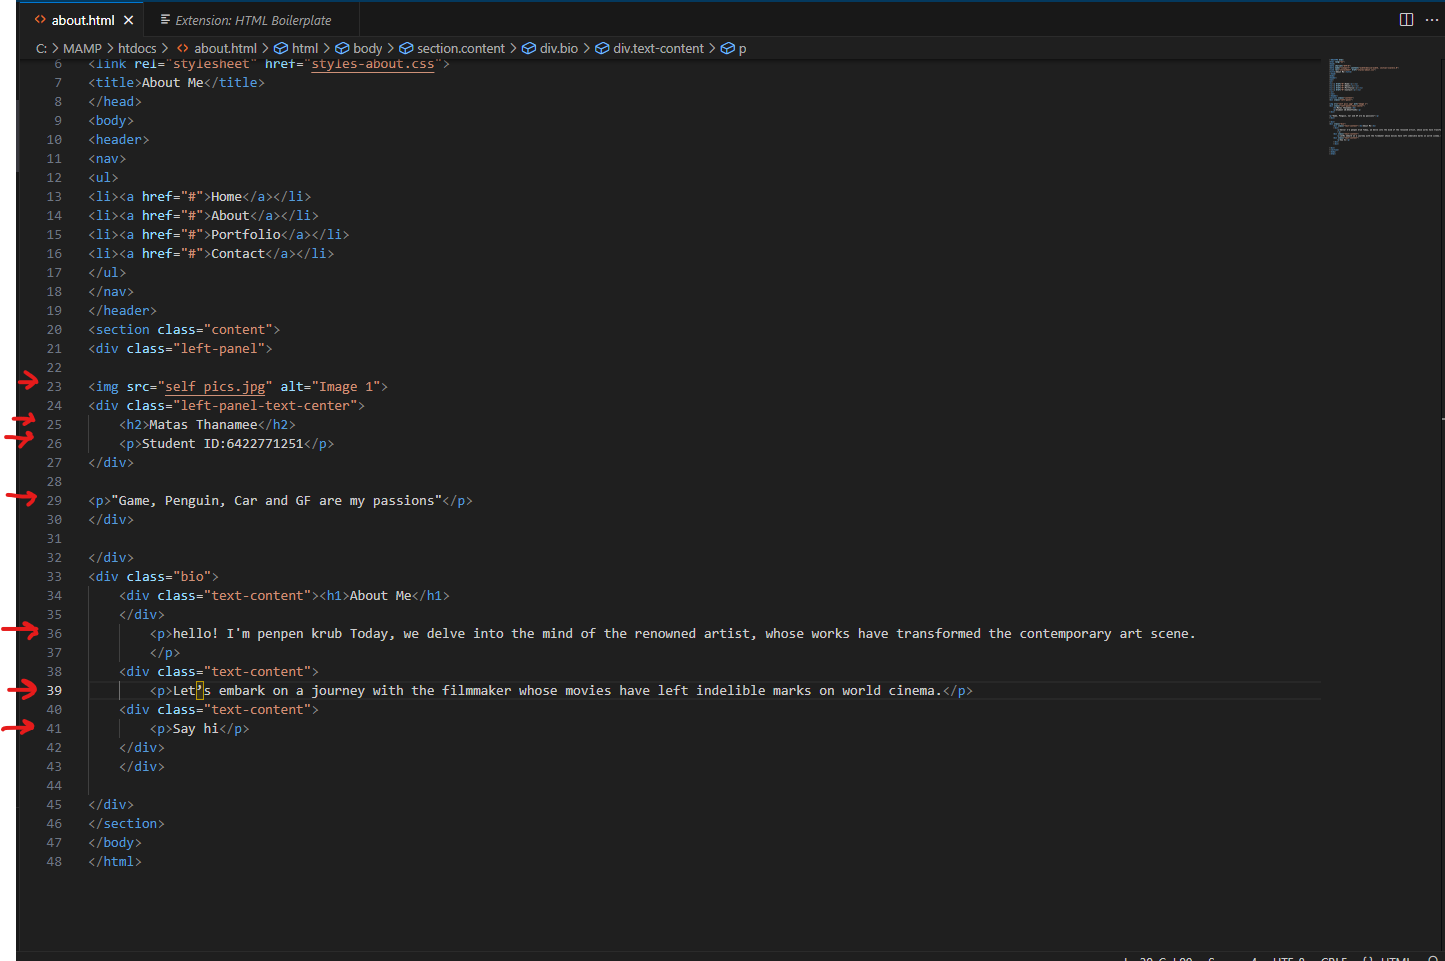 about.html
Extension: HTML Boilerplate
C: > MAMP > htdocs > about.html > html > body > section.content > div.bio > div.text-content > p
6 <link rel="stylesheet" href="styles-about.css">
7 <title>About Me</title>
8 </head>
9 <body>
10 <header>
11 <nav>
12 <ul>
13 <li><a href="#">Home</a></li>
14 <li><a href="#">About</a></li>
15 <li><a href="#">Portfolio</a></li>
16 <li><a href="#">Contact</a></li>
17 </ul>
18 </nav>
19 </header>
20 <section class="content">
21 <div class="left-panel">
22
23 <img src="self pics.jpg" alt="Image 1">
24 <div class="left-panel-text-center">
25 <h2>Matas Thanamee</h2>
26 <p>Student ID:6422771251</p>
27 </div>
28
29 <p>"Game, Penguin, Car and GF are my passions"</p>
30 </div>
31
32 </div>
33 <div class="bio">
34 <div class="text-content"><h1>About Me</h1>
35 </div>
36 <p>hello! I'm penpen krub Today, we delve into the mind of the renowned artist, whose works have transformed the contemporary art scene.
37 </p>
38 <div class="text-content">
39 <p>Let’s embark on a journey with the filmmaker whose movies have left indelible marks on world cinema.</p>
40 <div class="text-content">
41 <p>Say hi</p>
42 </div>
43 </div>
44
45 </div>
46 </section>
47 </body>
48 </html>